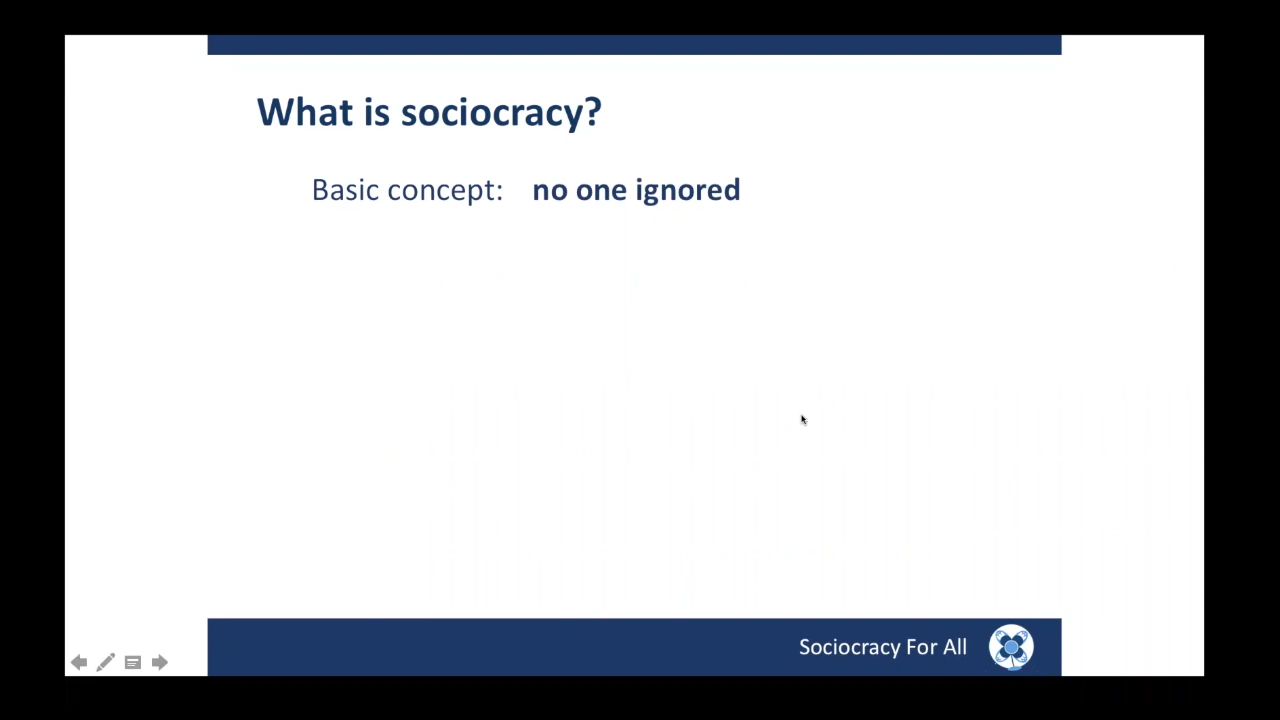 What is sociocracy?
Basic concept: no one ignored
Sociocracy For All